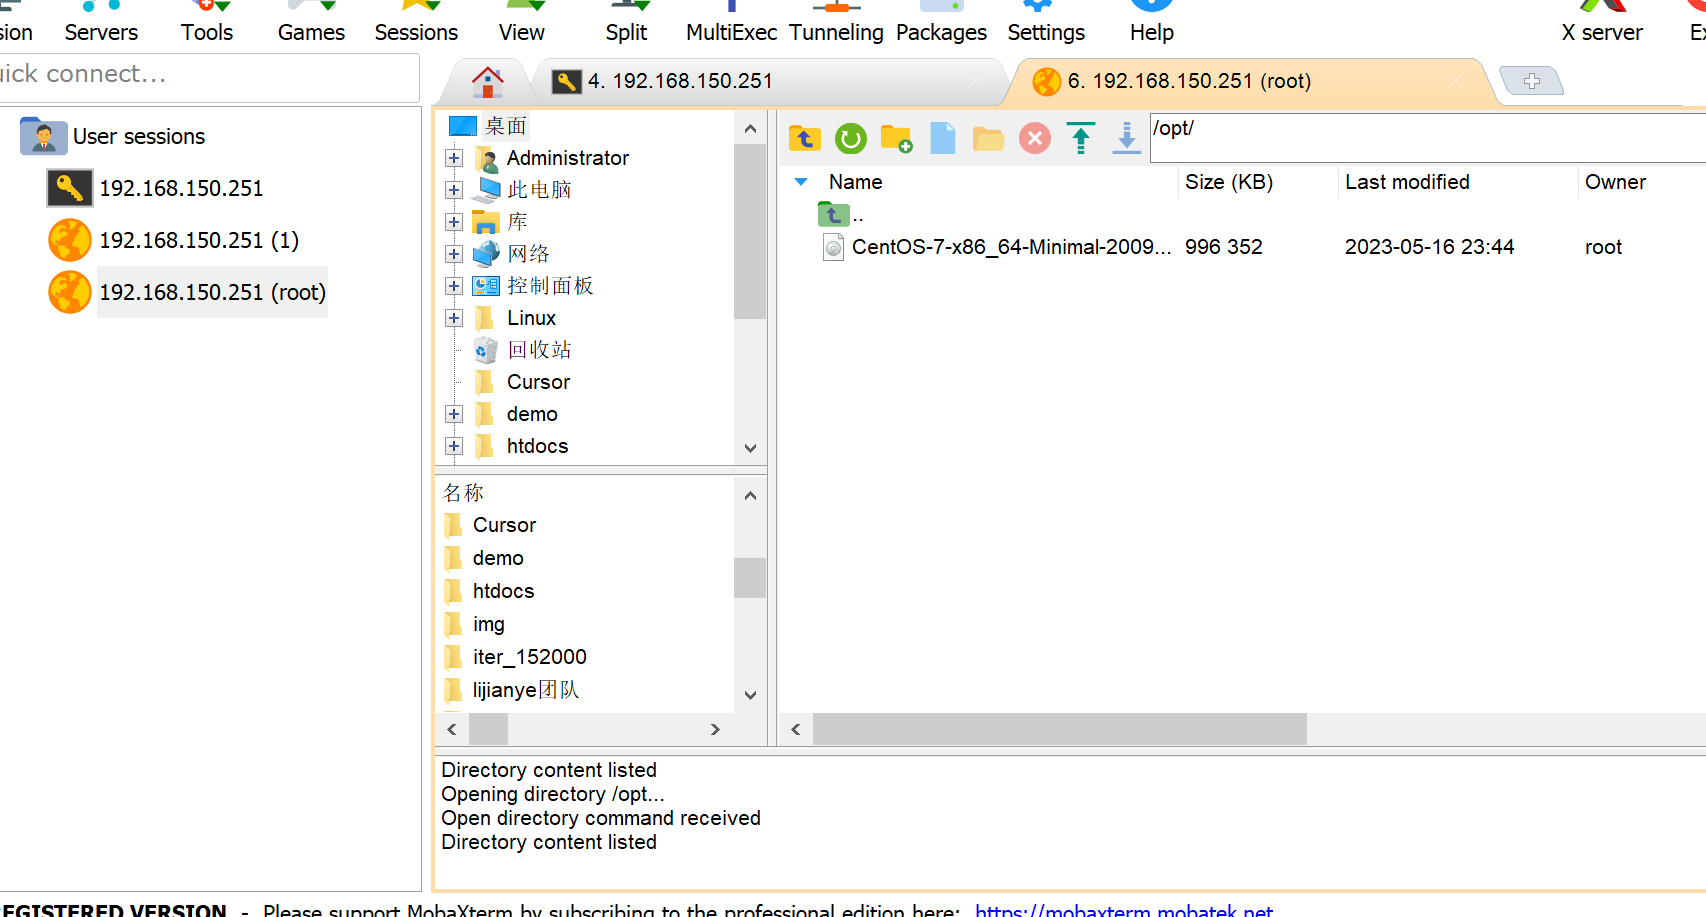 sion Servers Tools Games Sessions View Split MultiExec Tunneling Packages Settings Help X server
uick connect...
4. 192.168.150.251
6. 192.168.150.251 (root)
User sessions
192.168.150.251
192.168.150.251 (1)
192.168.150.251 (root)
桌面
Administrator
此电脑
库
网络
控制面板
Linux
回收站
Cursor
demo
htdocs
名称
Cursor
demo
htdocs
img
iter_152000
lijianye团队
/opt/
Name Size (KB) Last modified Owner
..
CentOS-7-x86_64-Minimal-2009... 996 352 2023-05-16 23:44 root
Directory content listed
Opening directory /opt...
Open directory command received
Directory content listed
REGISTERED VERSION - Please support MobaXterm by subscribing to the professional edition here: https://mobaxterm.mobatek.net